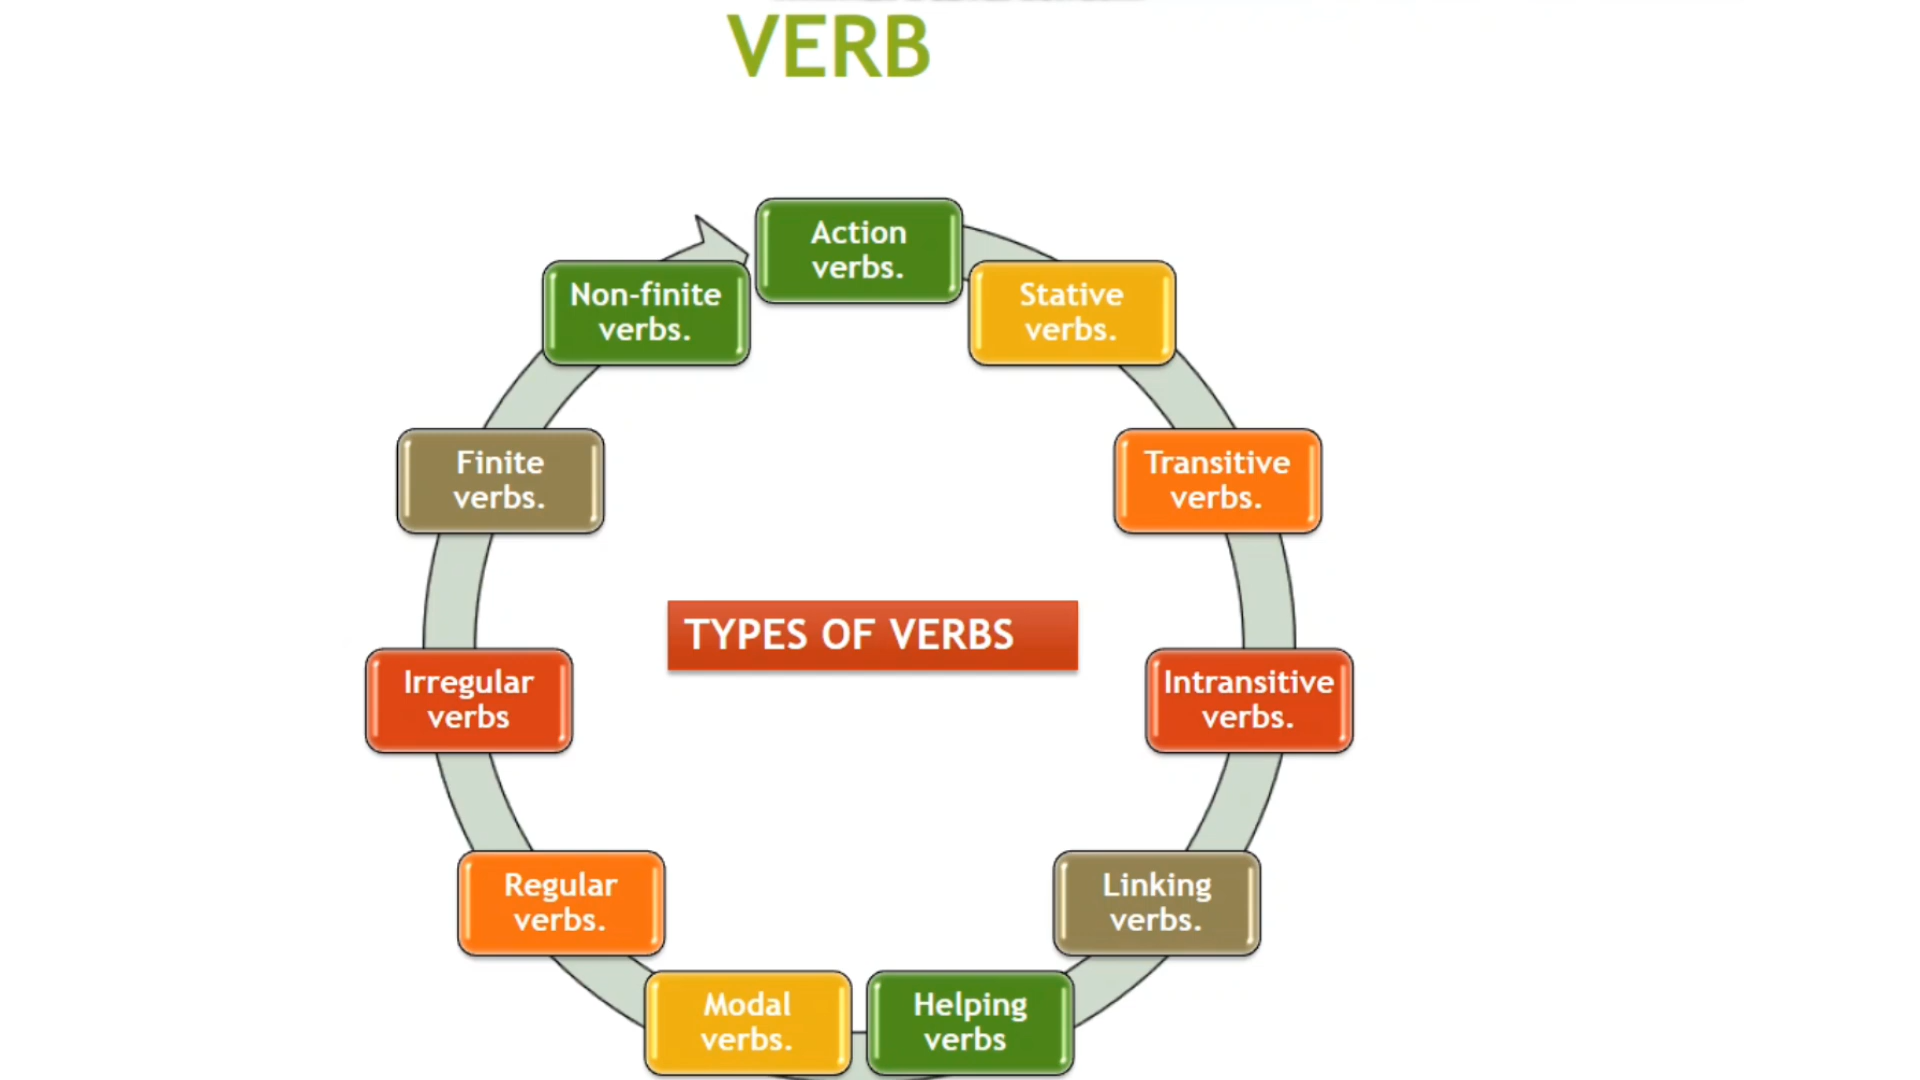 VERB
Action
verbs.
Stative
verbs.
Transitive
verbs.
Intransitive
verbs.
Linking
verbs.
Helping
verbs
Modal
verbs.
Regular
verbs.
Irregular
verbs
Finite
verbs.
Non-finite
verbs.
TYPES OF VERBS